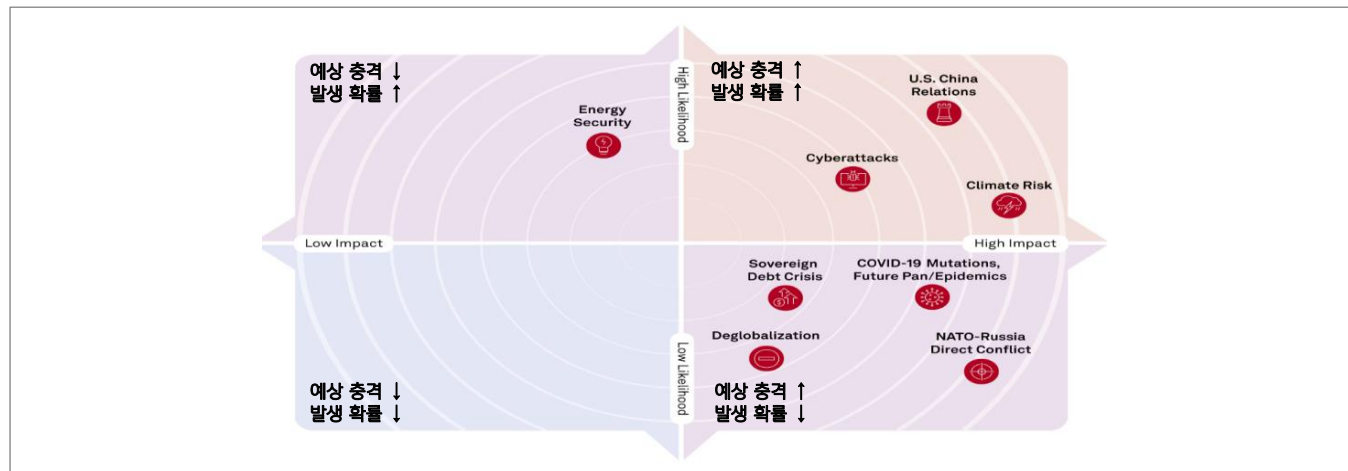 예상 충격 ↓
발생 확률 ↑
Energy
Security
High Likelihood
예상 충격 ↑
발생 확률 ↑
U.S. China
Relations
Cyberattacks
Climate Risk
Low Impact
High Impact
Sovereign
Debt Crisis
COVID-19 Mutations,
Future Pan/Epidemics
Deglobalization
NATO-Russia
Direct Conflict
Low Likelihood
예상 충격 ↓
발생 확률 ↓
예상 충격 ↑
발생 확률 ↓